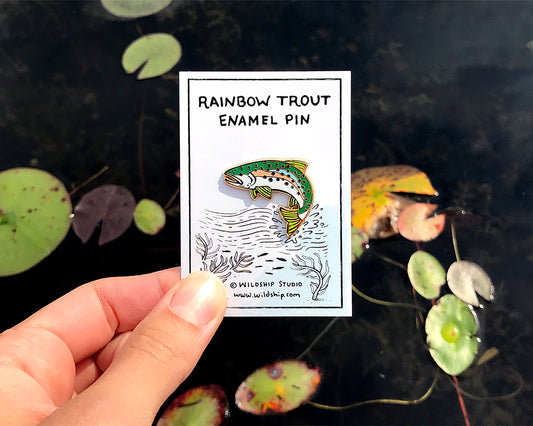 RAINBOW TROUT
ENAMEL PIN
© WILDSHIP STUDIO
www.wildship.com